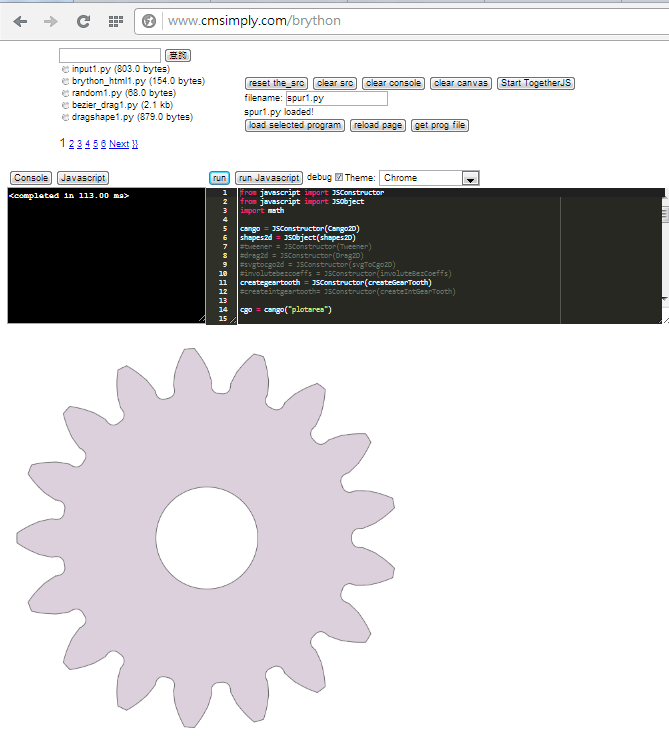 www.cmsimply.com/brython
input1.py (803.0 bytes)
brython_html1.py (154.0 bytes)
random1.py (68.0 bytes)
bezier_drag1.py (2.1 kb)
dragshape1.py (879.0 bytes)
1 2 3 4 5 6 Next }}
reset the_src clear src clear console clear canvas Start TogetherJS
filename: spur1.py
spur1.py loaded!
load selected program reload page get prog file
Console Javascript
run run Javascript debug Theme: Chrome
<completed in 113.00 ms>
1 from javascript import JSConstructor
2 from javascript import JSObject
3 import math
4
5 cango = JSConstructor(Cango2D)
6 shapes2d = JSObject(shapes2D)
7 #tweener = JSConstructor(Tweener)
8 #drag2d = JSConstructor(Drag2D)
9 #svgtocgo2d = JSConstructor(svgToCgo2D)
10 #involutebezcoeffs = JSConstructor(involuteBezCoeffs)
11 creategeartooth = JSConstructor(createGearTooth)
12 #createintgeartooth= JSConstructor(createIntGearTooth)
13
14 cgo = cango("plotarea")
15